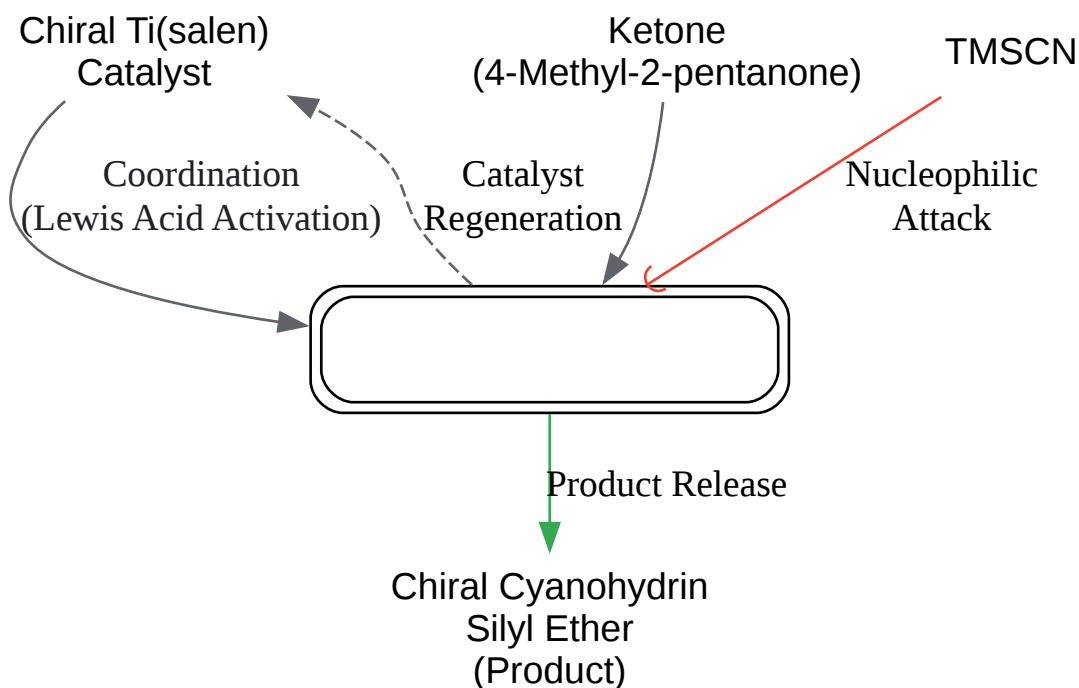 Chiral Ti(salen)
Catalyst
Ketone
(4-Methyl-2-pentanone)
TMSCN
Coordination
(Lewis Acid Activation)
Catalyst
Regeneration
Nucleophilic
Attack
Product Release
Chiral Cyanohydrin
Silyl Ether
(Product)